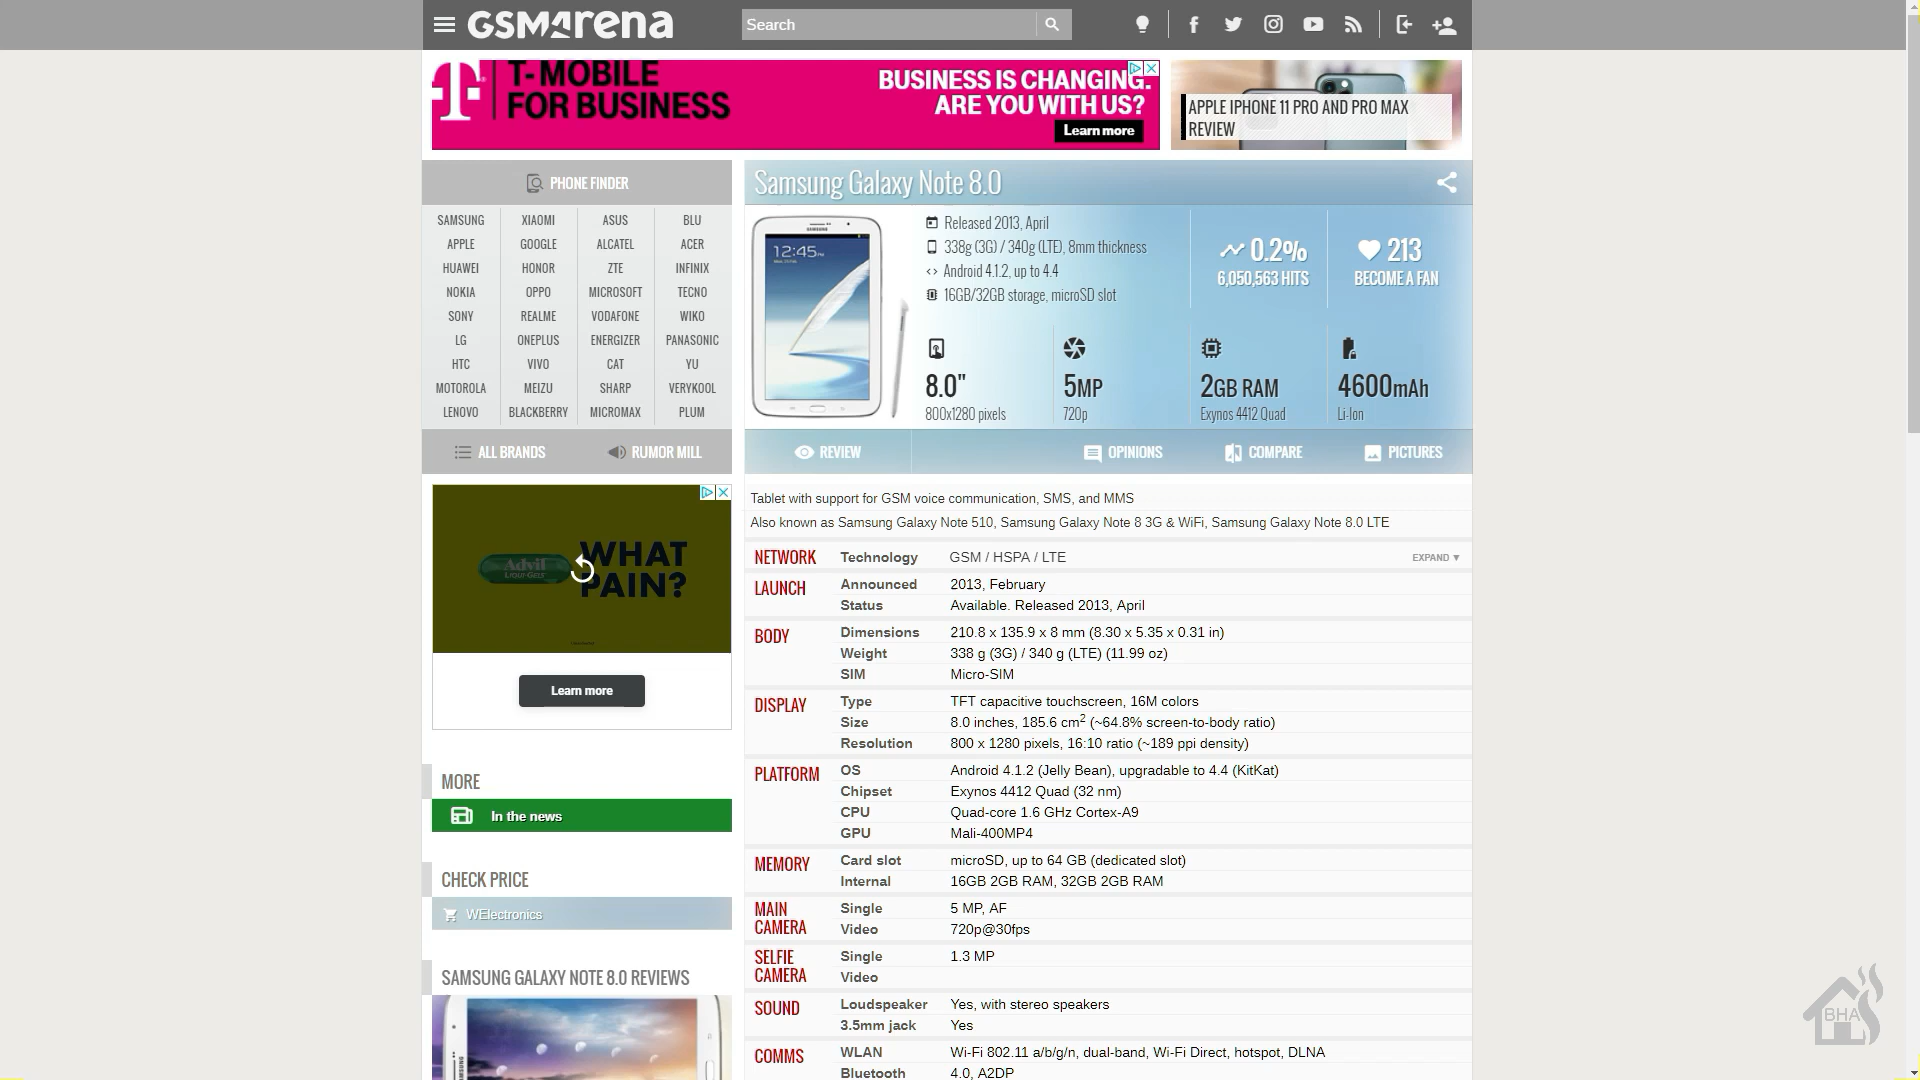 GSMArena
Search
T-MOBILE
FOR BUSINESS
BUSINESS IS CHANGING.
ARE YOU WITH US?
Learn more
APPLE IPHONE 11 PRO AND PRO MAX
REVIEW
PHONE FINDER
SAMSUNG XIAOMI ASUS BLU
APPLE GOOGLE ALCATEL ACER
HUAWEI HONOR ZTE INFINIX
NOKIA OPPO MICROSOFT TECNO
SONY REALME VODAFONE WIKO
LG ONEPLUS ENERGIZER PANASONIC
HTC VIVO CAT YU
MOTOROLA MEIZU SHARP VERYKOOL
LENOVO BLACKBERRY MICROMAX PLUM
ALL BRANDS RUMOR MILL
Samsung Galaxy Note 8.0
SAMSUNG
12:45
Released 2013, April
338g (3G) / 340g (LTE), 8mm thickness
Android 4.1.2, up to 4.4
16GB/32GB storage, microSD slot
0.2%
6,050,563 HITS
213
BECOME A FAN
8.0"
800x1280 pixels
5MP
720p
2GB RAM
Exynos 4412 Quad
4600mAh
Li-Ion
REVIEW OPINIONS COMPARE PICTURES
Advil
LIQUI-GELS
WHAT
PAIN?
Learn more
MORE
In the news
CHECK PRICE
WElectronics
SAMSUNG GALAXY NOTE 8.0 REVIEWS
SAMSUNG
Tablet with support for GSM voice communication, SMS, and MMS
Also known as Samsung Galaxy Note 510, Samsung Galaxy Note 8 3G & WiFi, Samsung Galaxy Note 8.0 LTE
NETWORK Technology GSM / HSPA / LTE EXPAND ▼
LAUNCH Announced 2013, February
Status Available. Released 2013, April
BODY Dimensions 210.8 x 135.9 x 8 mm (8.30 x 5.35 x 0.31 in)
Weight 338 g (3G) / 340 g (LTE) (11.99 oz)
SIM Micro-SIM
DISPLAY Type TFT capacitive touchscreen, 16M colors
Size 8.0 inches, 185.6 cm2 (~64.8% screen-to-body ratio)
Resolution 800 x 1280 pixels, 16:10 ratio (~189 ppi density)
PLATFORM OS Android 4.1.2 (Jelly Bean), upgradable to 4.4 (KitKat)
Chipset Exynos 4412 Quad (32 nm)
CPU Quad-core 1.6 GHz Cortex-A9
GPU Mali-400MP4
MEMORY Card slot microSD, up to 64 GB (dedicated slot)
Internal 16GB 2GB RAM, 32GB 2GB RAM
MAIN CAMERA Single 5 MP, AF
Video 720p@30fps
SELFIE CAMERA Single 1.3 MP
Video
SOUND Loudspeaker Yes, with stereo speakers
3.5mm jack Yes
COMMS WLAN Wi-Fi 802.11 a/b/g/n, dual-band, Wi-Fi Direct, hotspot, DLNA
Bluetooth 4.0, A2DP
BHA